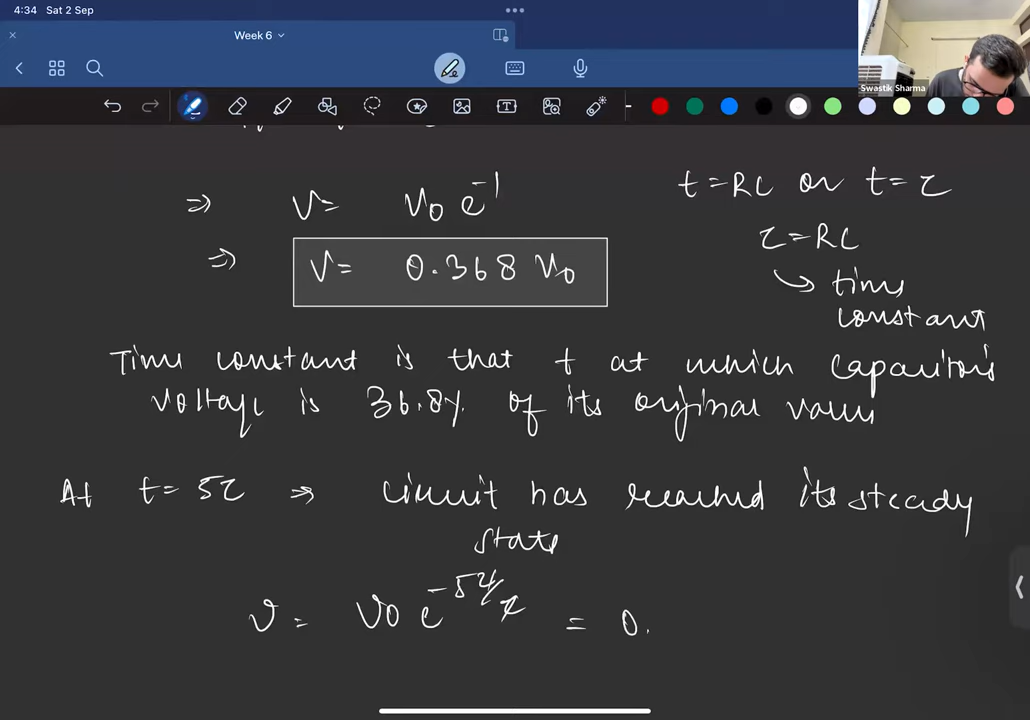 4:34 Sat 2 Sep
Week 6
Swastik Sharma
⇒ V = V0 e^-1
t = RC or t = τ
τ = RC
⇒ V = 0.368 V0
↳ time
constant
Time constant is that t at which capacitor's
voltage is 36.8% of its original value
At t = 5τ ⇒ circuit has reached its steady
state
v = V0 e^-5τ/τ = 0.